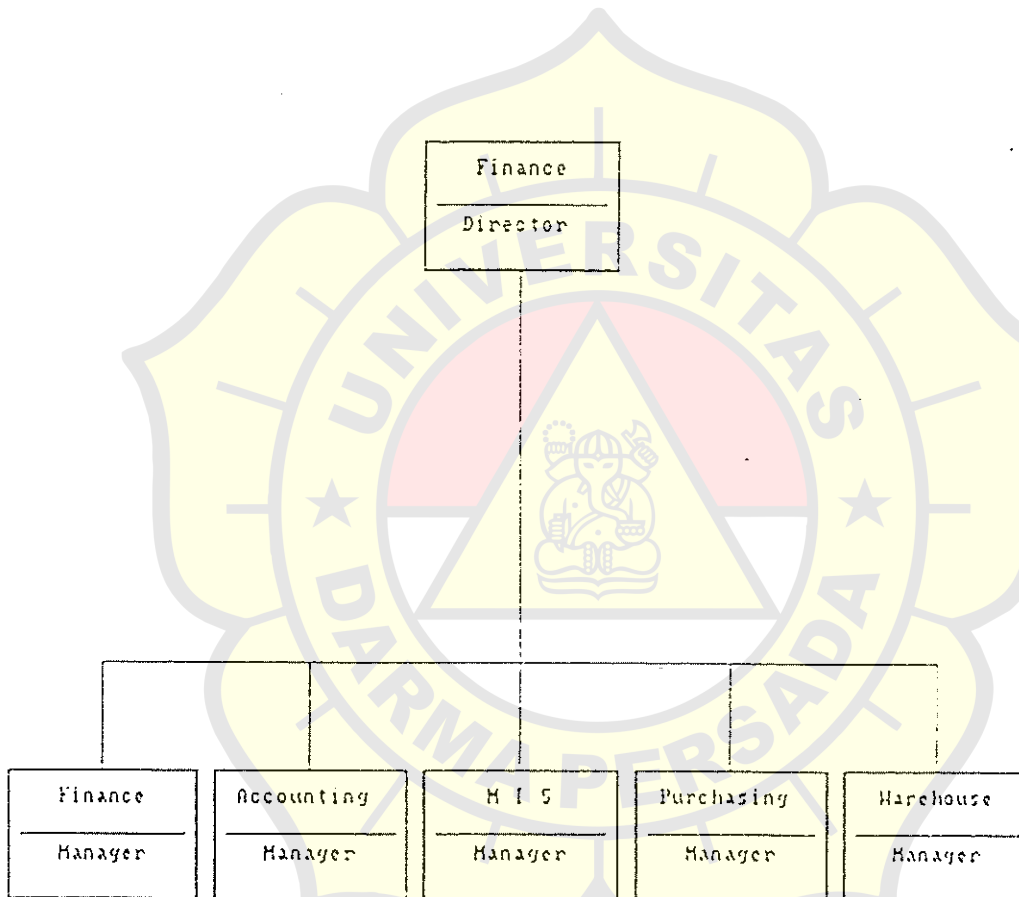 Finance
Director
UNIVERSITAS
DARMA PERSADA
Finance
Manager
Accounting
Manager
M I S
Manager
Purchasing
Manager
Warehouse
Manager